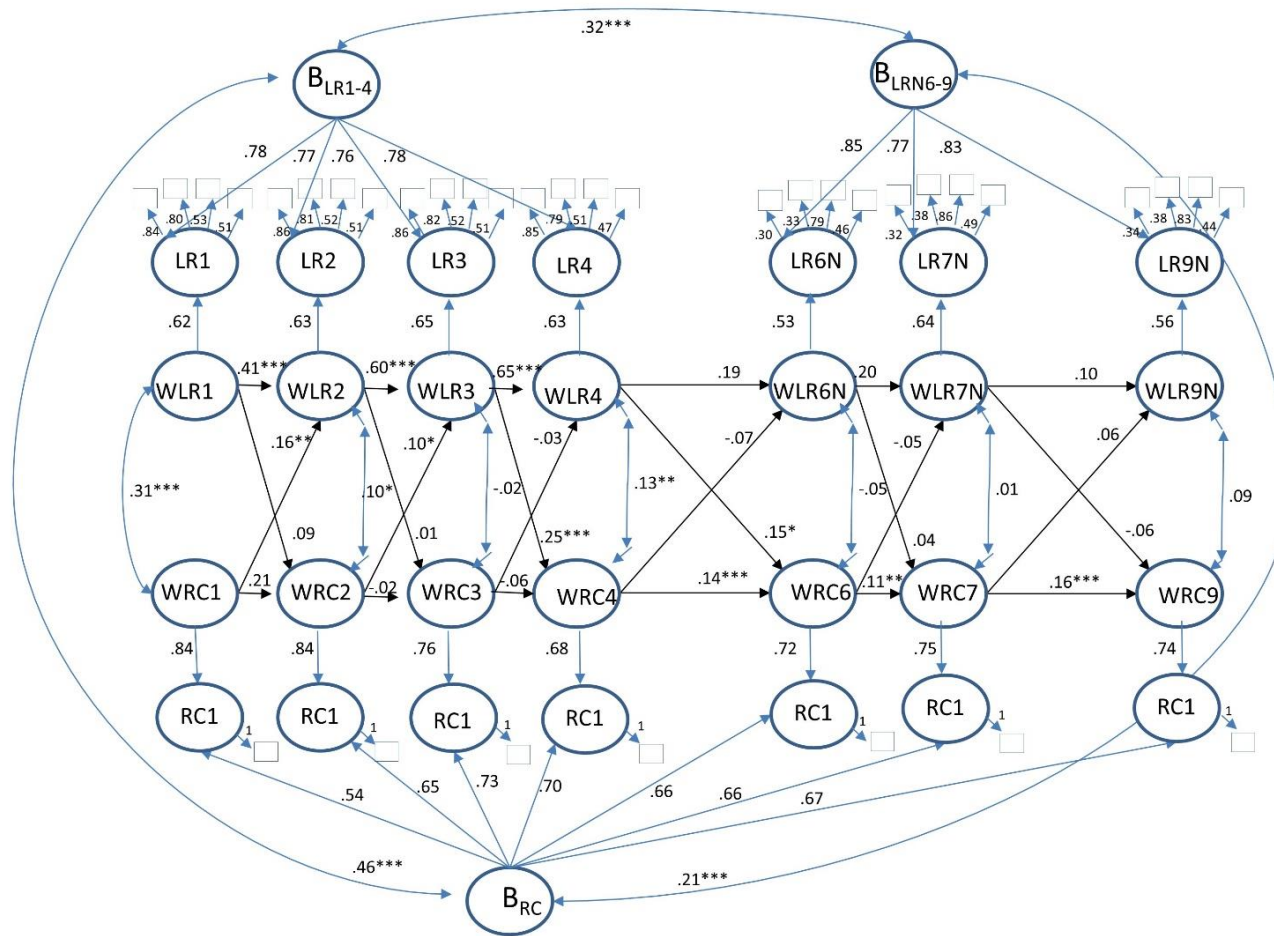 .32***
B LR1-4
B LRN6-9
.78 .77 .76 .78
.85 .77 .83
.84 .80 .53 .51
.86 .81 .52 .51
.86 .82 .52 .51
.85 .79 .51 .47
.30 .33 .79 .46
.32 .38 .86 .49
.34 .38 .83 .44
LR1 LR2 LR3 LR4 LR6N LR7N LR9N
.62 .63 .65 .63 .53 .64 .56
.41*** .60*** .65*** .19 .20 .10
WLR1 WLR2 WLR3 WLR4 WLR6N WLR7N WLR9N
.16** .10* -.03 -.07 -.05 .06
.31*** .10* -.02 .13** -.05 .01 .09
.09 .01 .25*** .15* .04 -.06
.21 -.02 -.06 .14*** .11** .16***
WRC1 WRC2 WRC3 WRC4 WRC6 WRC7 WRC9
.84 .84 .76 .68 .72 .75 .74
RC1 RC1 RC1 RC1 RC1 RC1 RC1
1 1 1 1 1 1 1
.54 .65 .73 .70 .66 .66 .67
.46*** .21***
B RC